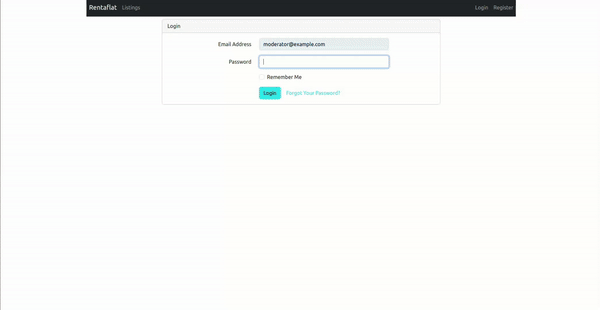 Rentaflat Listings Login Register
Login
Email Address moderator@example.com
Password
Remember Me
Login Forgot Your Password?